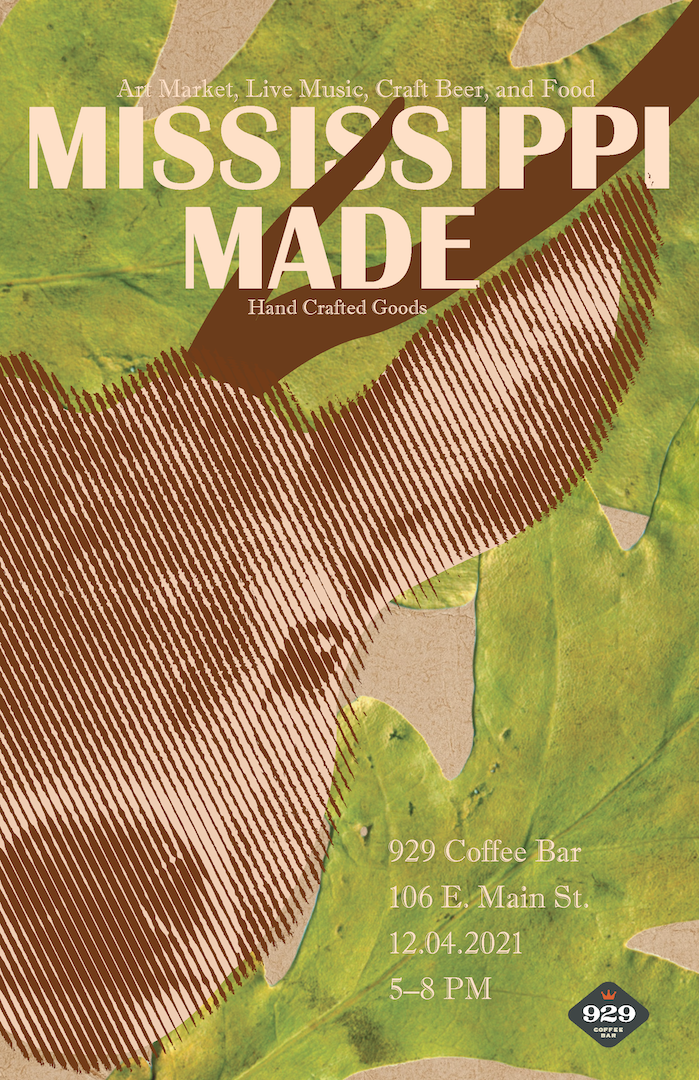 Art Market, Live Music, Craft Beer, and Food
MISSISSIPPI
MADE
Hand Crafted Goods
929 Coffee Bar
106 E. Main St.
12.04.2021
5–8 PM
929
COFFEE
BAR